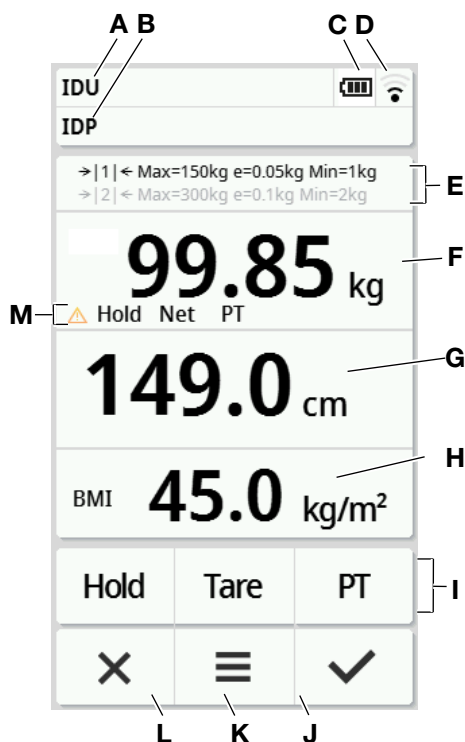 A B C D
IDU
IDP
→|1|← Max=150kg e=0.05kg Min=1kg
→|2|← Max=300kg e=0.1kg Min=2kg
E
99.85 kg
F
M
Hold Net PT
149.0 cm
G
BMI 45.0 kg/m²
H
Hold Tare PT
I
L K J